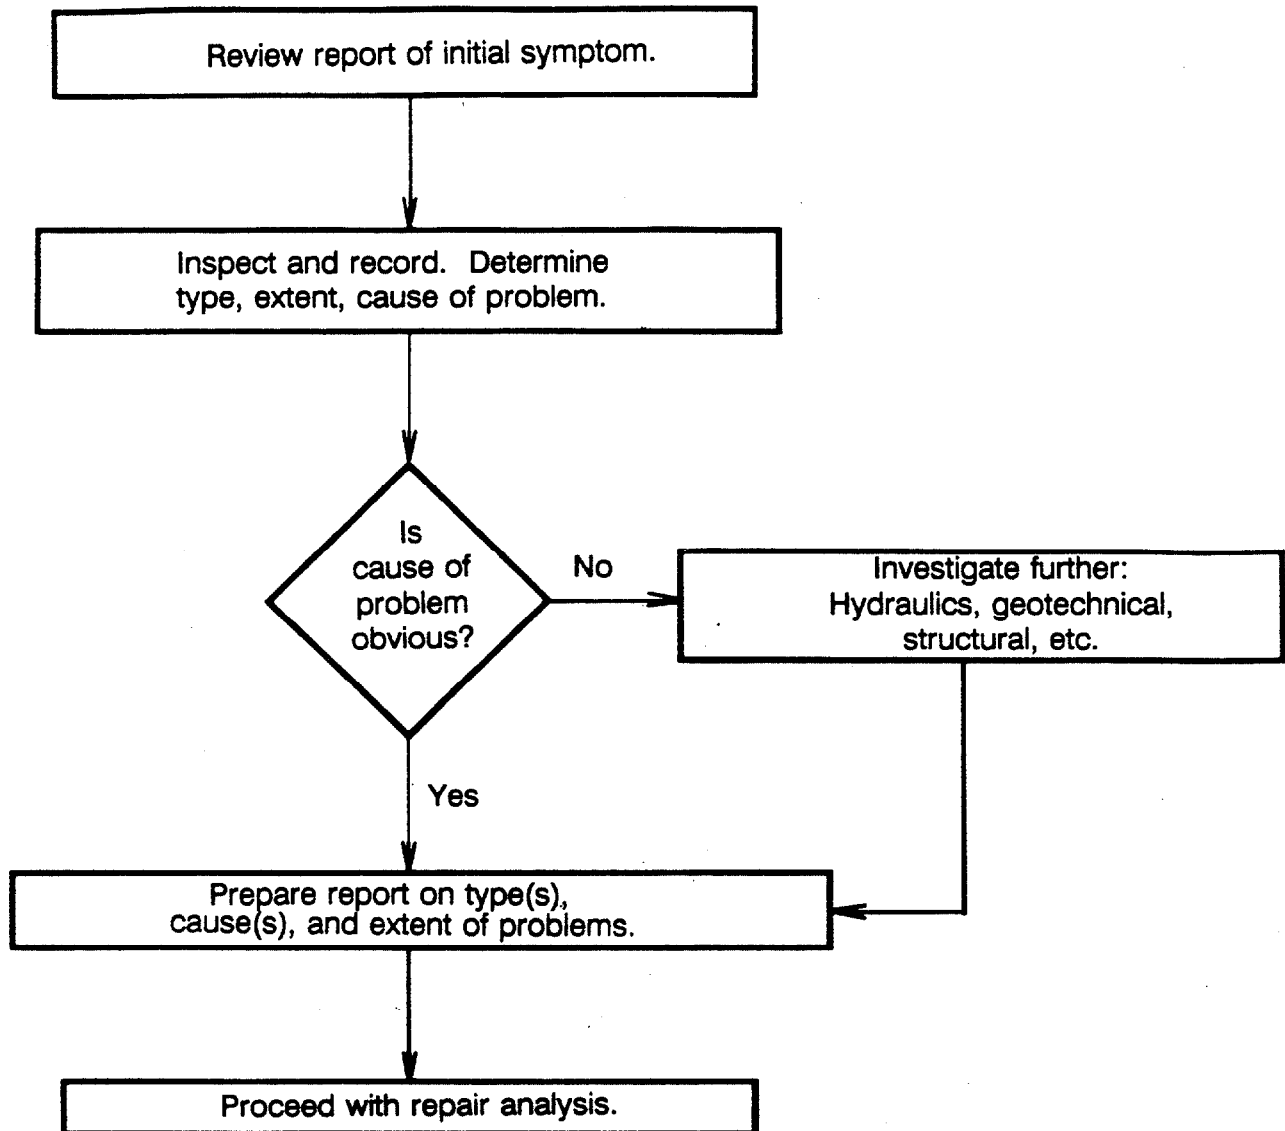 Review report of initial symptom.
Inspect and record. Determine
type, extent, cause of problem.
Is
cause of
problem
obvious?
No
Investigate further:
Hydraulics, geotechnical,
structural, etc.
Yes
Prepare report on type(s),
cause(s), and extent of problems.
Proceed with repair analysis.